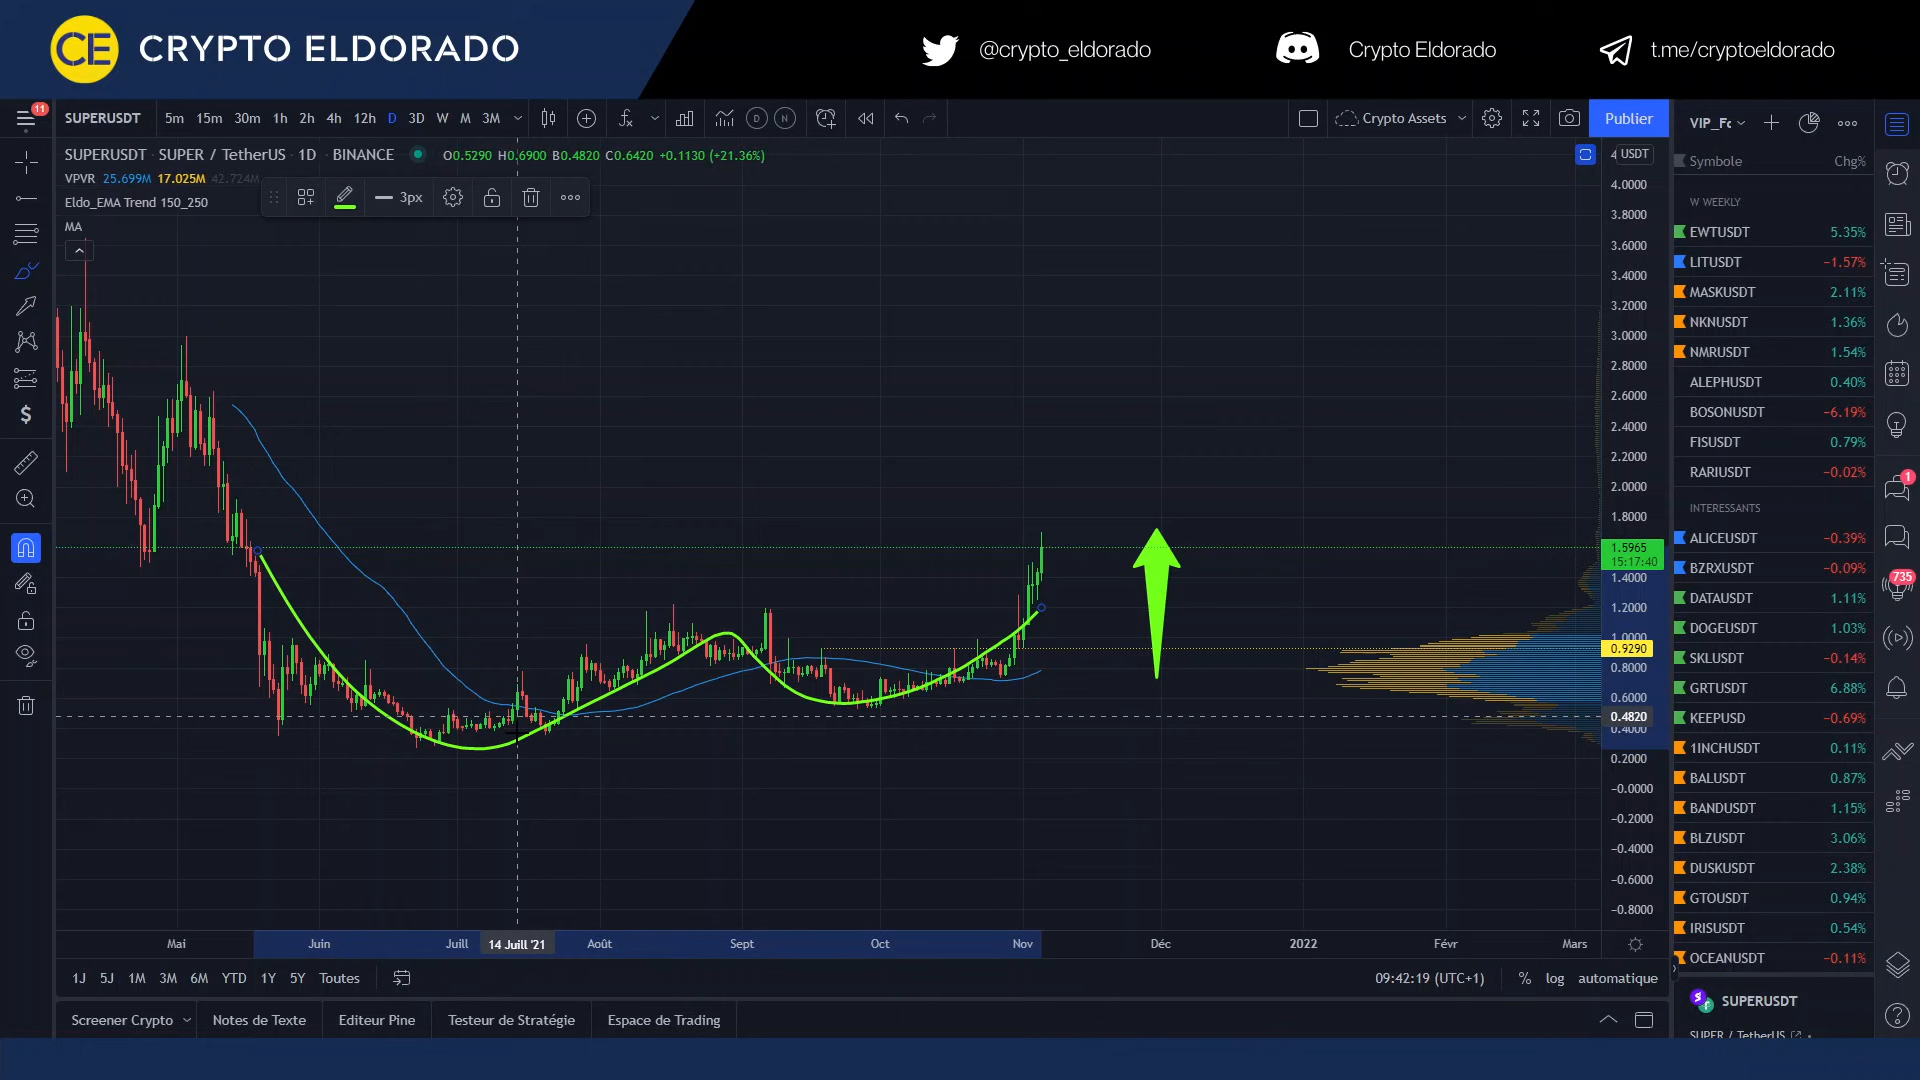 CE CRYPTO ELDORADO
@crypto_eldorado
Crypto Eldorado
t.me/cryptoeldorado
11
SUPERUSDT 5m 15m 30m 1h 2h 4h 12h D 3D W M 3M
D N
Crypto Assets
Publier
VIP_Fc
SUPERUSDT · SUPER / TetherUS · 1D · BINANCE O0.5290 H0.6900 B0.4820 C0.6420 +0.1130 (+21.36%)
VPVR 25.699M 17.025M 42.724M
3px
Eldo_EMA Trend 150_250
MA
4 USDT
4.0000
3.8000
3.6000
3.4000
3.2000
3.0000
2.8000
2.6000
2.4000
2.2000
2.0000
1.8000
1.5965
15:17:40
1.4000
1.2000
1.0000
0.9290
0.8000
0.6000
0.4820
0.4000
0.2000
−0.0000
−0.2000
−0.4000
−0.6000
−0.8000
Mai Juin Juill 14 Juill '21 Août Sept Oct Nov Déc 2022 Févr Mars
1J 5J 1M 3M 6M YTD 1Y 5Y Toutes
09:42:19 (UTC+1) % log automatique
Screener Crypto Notes de Texte Editeur Pine Testeur de Stratégie Espace de Trading
Symbole Chg%
W WEEKLY
EWTUSDT 5.35%
LITUSDT −1.57%
MASKUSDT 2.11%
NKNUSDT 1.36%
NMRUSDT 1.54%
ALEPHUSDT 0.40%
BOSONUSDT −6.19%
FISUSDT 0.79%
RARIUSDT −0.02%
INTERESSANTS
ALICEUSDT −0.39%
BZRXUSDT −0.09%
DATAUSDT 1.11%
DOGEUSDT 1.03%
SKLUSDT −0.14%
GRTUSDT 6.88%
KEEPUSD −0.69%
1INCHUSDT 0.11%
BALUSDT 0.87%
BANDUSDT 1.15%
BLZUSDT 3.06%
DUSKUSDT 2.38%
GTOUSDT 0.94%
IRISUSDT 0.54%
OCEANUSDT −0.11%
SUPERUSDT
SUPER / TetherUS
1
735